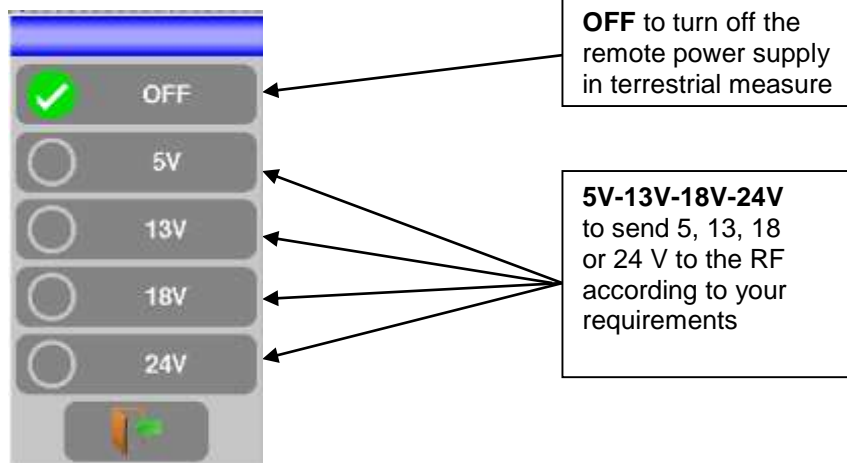 OFF
5V
13V
18V
24V
OFF to turn off the
remote power supply
in terrestrial measure
5V-13V-18V-24V
to send 5, 13, 18
or 24 V to the RF
according to your
requirements